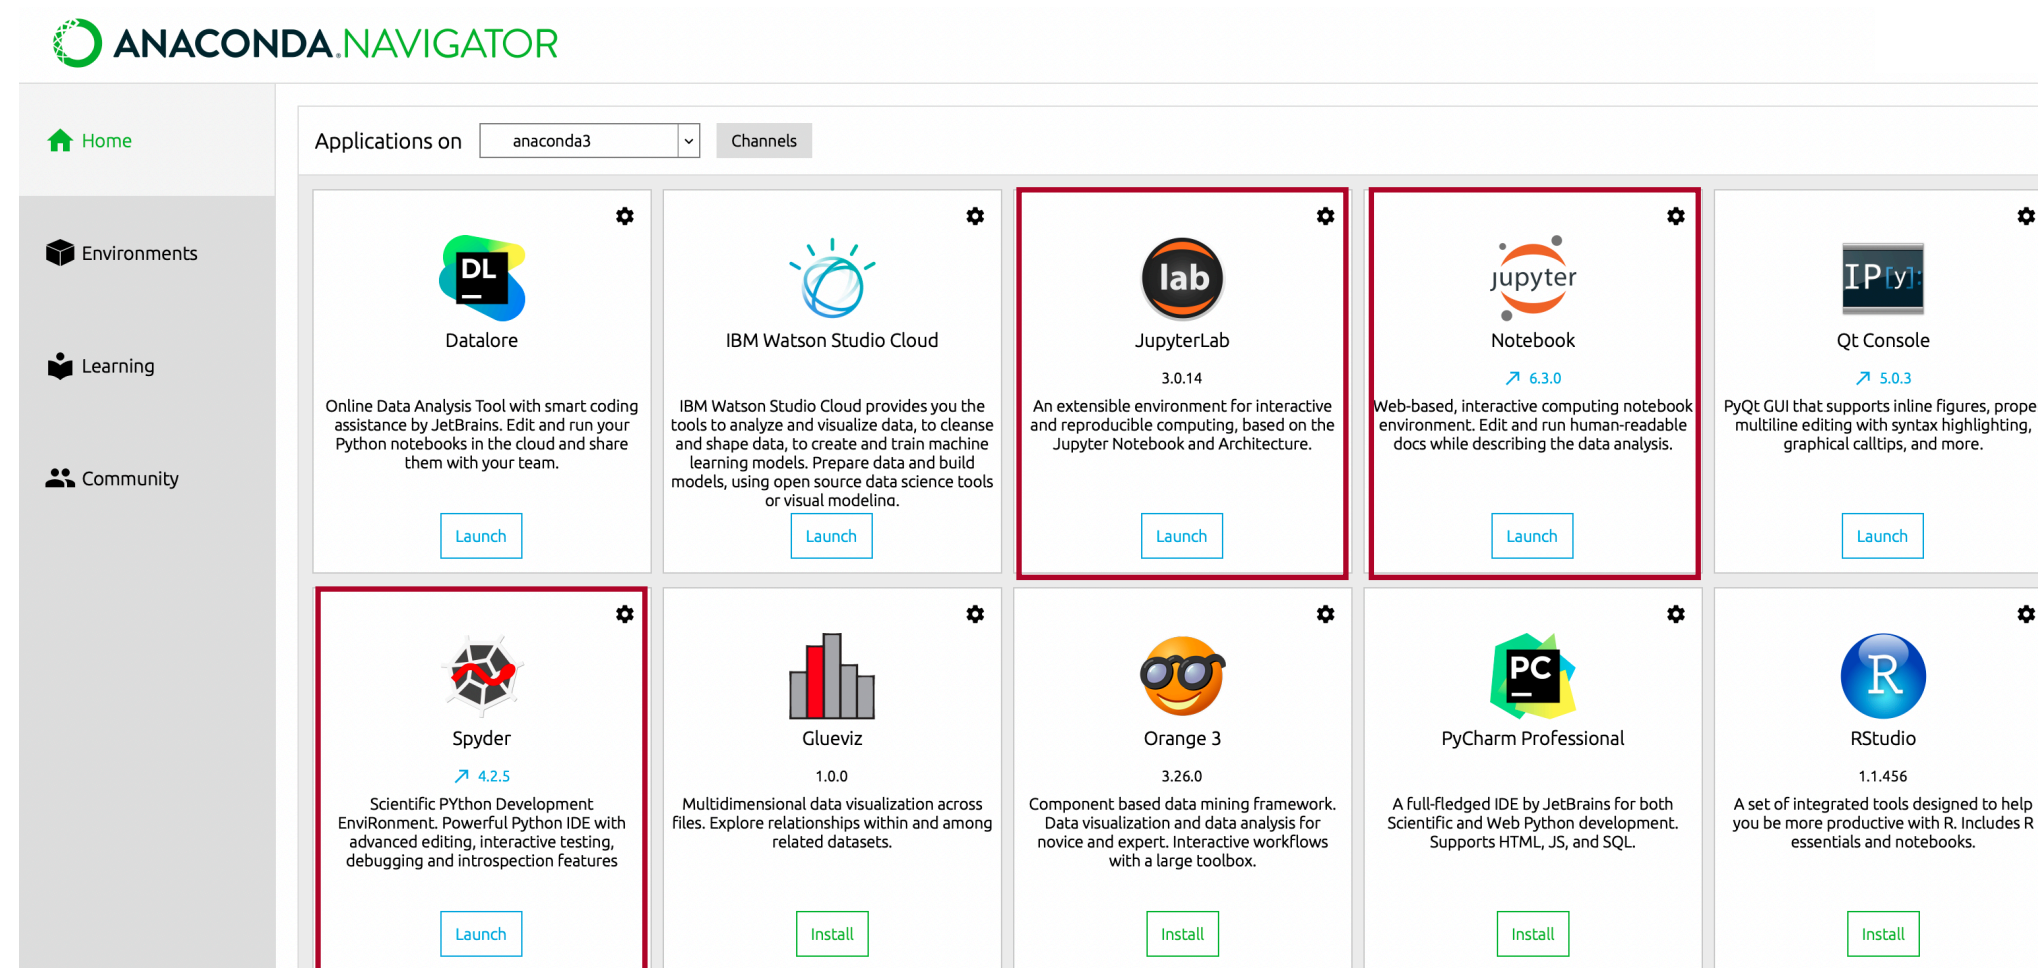 ANACONDA.NAVIGATOR
Home
Environments
Learning
Community
Applications on
anaconda3
Channels
DL
Datalore
Online Data Analysis Tool with smart coding
assistance by JetBrains. Edit and run your
Python notebooks in the cloud and share
them with your team.
Launch
IBM Watson Studio Cloud
IBM Watson Studio Cloud provides you the
tools to analyze and visualize data, to cleanse
and shape data, to create and train machine
learning models. Prepare data and build
models, using open source data science tools
or visual modeling.
Launch
lab
JupyterLab
3.0.14
An extensible environment for interactive
and reproducible computing, based on the
Jupyter Notebook and Architecture.
Launch
jupyter
Notebook
6.3.0
Web-based, interactive computing notebook
environment. Edit and run human-readable
docs while describing the data analysis.
Launch
IP[y]:
Qt Console
5.0.3
PyQt GUI that supports inline figures, prope
multiline editing with syntax highlighting,
graphical calltips, and more.
Launch
Spyder
4.2.5
Scientific PYthon Development
EnviRonment. Powerful Python IDE with
advanced editing, interactive testing,
debugging and introspection features
Launch
Glueviz
1.0.0
Multidimensional data visualization across
files. Explore relationships within and among
related datasets.
Install
Orange 3
3.26.0
Component based data mining framework.
Data visualization and data analysis for
novice and expert. Interactive workflows
with a large toolbox.
Install
PC
PyCharm Professional
A full-fledged IDE by JetBrains for both
Scientific and Web Python development.
Supports HTML, JS, and SQL.
Install
R
RStudio
1.1.456
A set of integrated tools designed to help
you be more productive with R. Includes R
essentials and notebooks.
Install